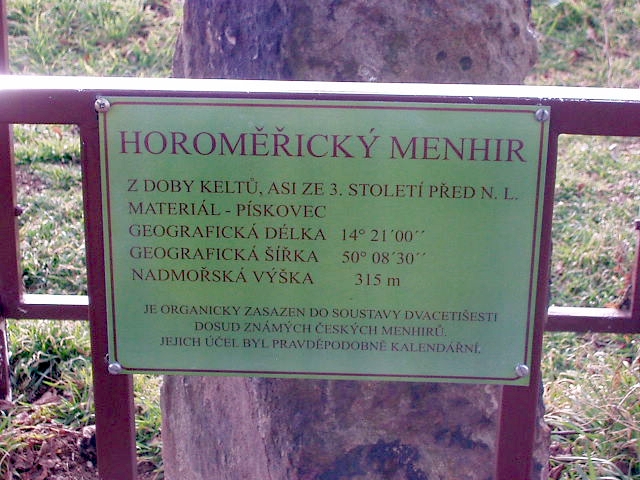 HOROMĚŘICKÝ MENHIR
Z DOBY KELTŮ, ASI ZE 3. STOLETÍ PŘED N. L.
MATERIÁL - PÍSKOVEC
GEOGRAFICKÁ DÉLKA 14° 21´00´´
GEOGRAFICKÁ ŠÍŘKA 50° 08´30´´
NADMOŘSKÁ VÝŠKA 315 m
JE ORGANICKY ZASAZEN DO SOUSTAVY DVACETIŠESTI
DOSUD ZNÁMÝCH ČESKÝCH MENHIRŮ.
JEJICH ÚČEL BYL PRAVDĚPODOBNĚ KALENDÁŘNÍ.